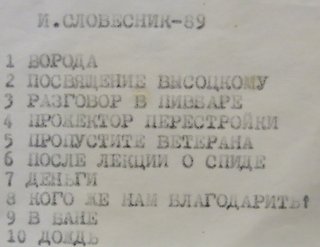 И.СЛОВЕСНИК-89
1 БОРОДА
2 ПОСВЯЩЕНИЕ ВЫСОЦКОМУ
3 РАЗГОВОР В ПИВБАРЕ
4 ПРОЖЕКТОР ПЕРЕСТРОЙКИ
5 ПРОПУСТИТЕ ВЕТЕРАНА
6 ПОСЛЕ ЛЕКЦИИ О СПИДЕ
7 ДЕНЬГИ
8 КОГО ЖЕ НАМ БЛАГОДАРИТЬ!
9 В БАНЕ
10 ДОЖДЬ